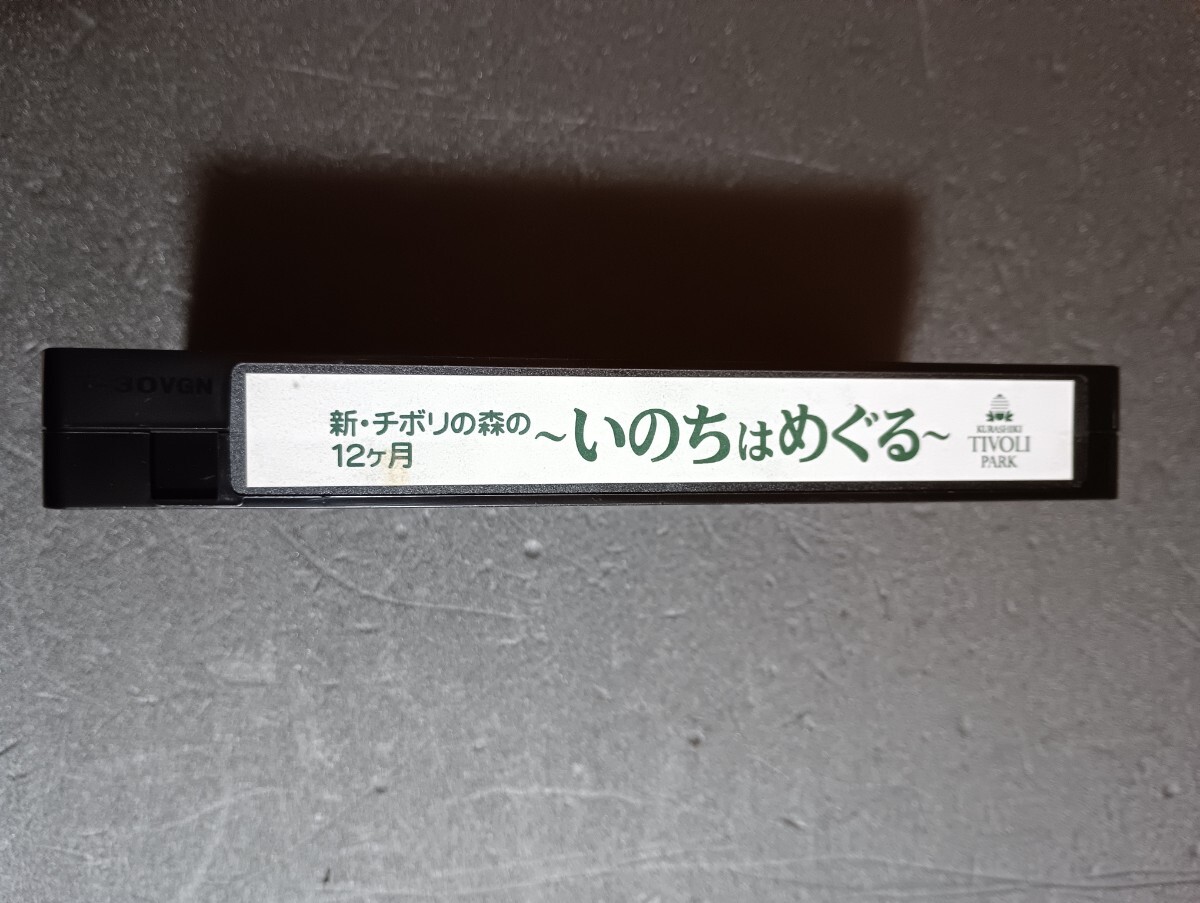 30VGN
新・チボリの森の
12ヶ月
～いのちはめぐる～
KURASHIKI
TIVOLI
PARK